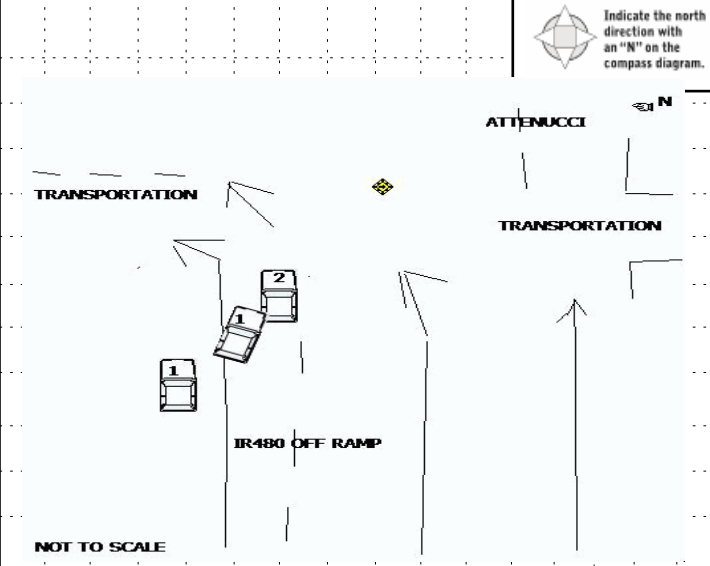 Indicate the north
direction with
an "N" on the
compass diagram.
N
ATTENUCCI
TRANSPORTATION
TRANSPORTATION
2
1
1
IR480 OFF RAMP
NOT TO SCALE